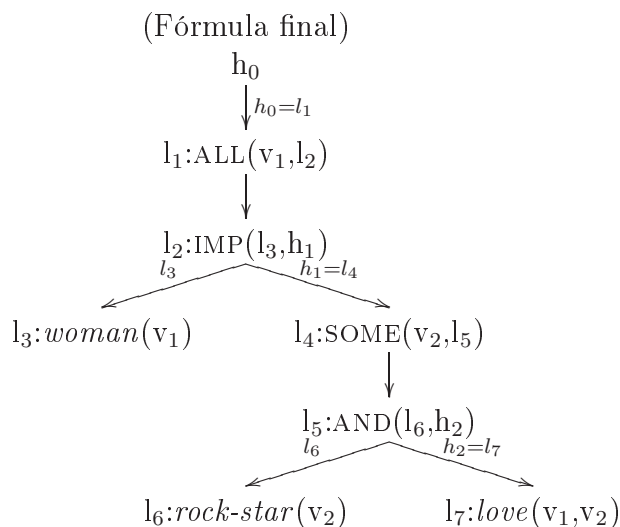 (Fórmula final)
h₀
h₀=l₁
l₁:ALL(v₁,l₂)
l₂:IMP(l₃,h₁)
l₃ h₁=l₄
l₃:woman(v₁) l₄:SOME(v₂,l₅)
l₅:AND(l₆,h₂)
l₆ h₂=l₇
l₆:rock-star(v₂) l₇:love(v₁,v₂)